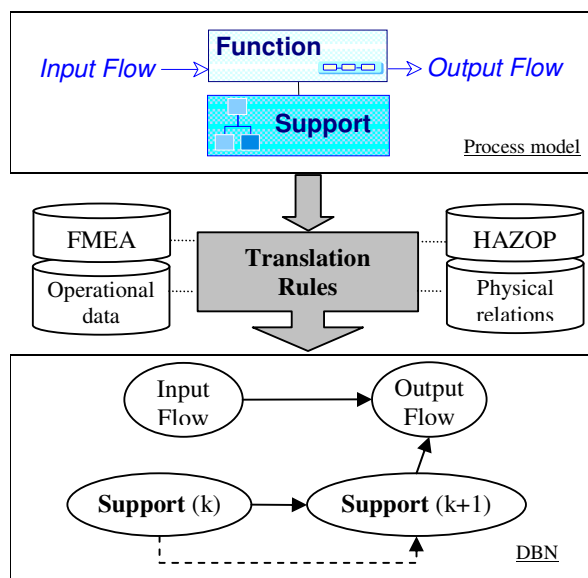 Function
Input Flow
Output Flow
Support
Process model
FMEA
HAZOP
Translation
Rules
Operational
data
Physical
relations
Input
Flow
Output
Flow
Support (k)
Support (k+1)
DBN